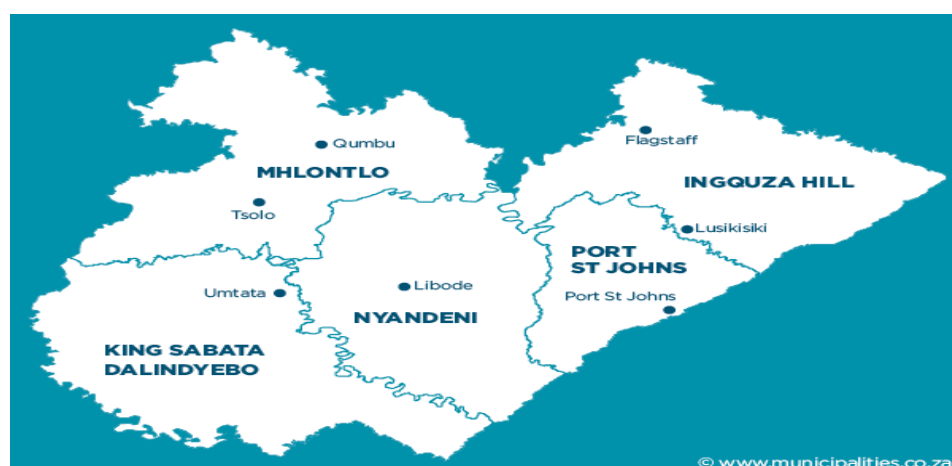 Qumbu
MHLONTLO
Tsolo
Flagstaff
INGQUZA HILL
Lusikisiki
PORT
ST JOHNS
Port St Johns
Umtata
Libode
NYANDENI
KING SABATA
DALINDYEBO
© www.municipalities.co.za